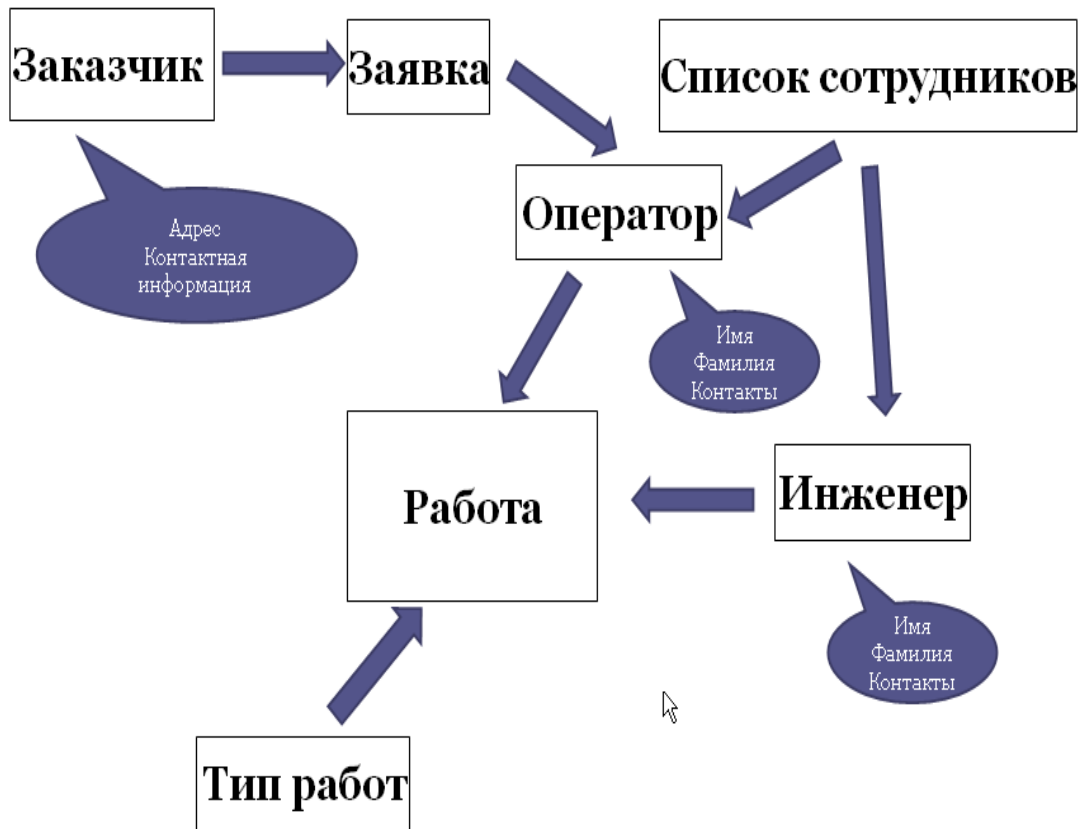 Заказчик
Заявка
Список сотрудников
Адрес
Контактная
информация
Оператор
Имя
Фамилия
Контакты
Работа
Инженер
Имя
Фамилия
Контакты
Тип работ